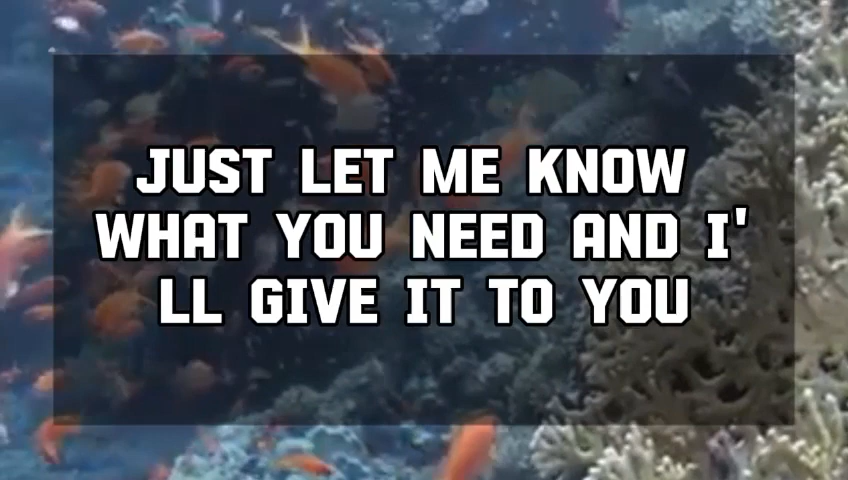 JUST LET ME KNOW
WHAT YOU NEED AND I'
LL GIVE IT TO YOU